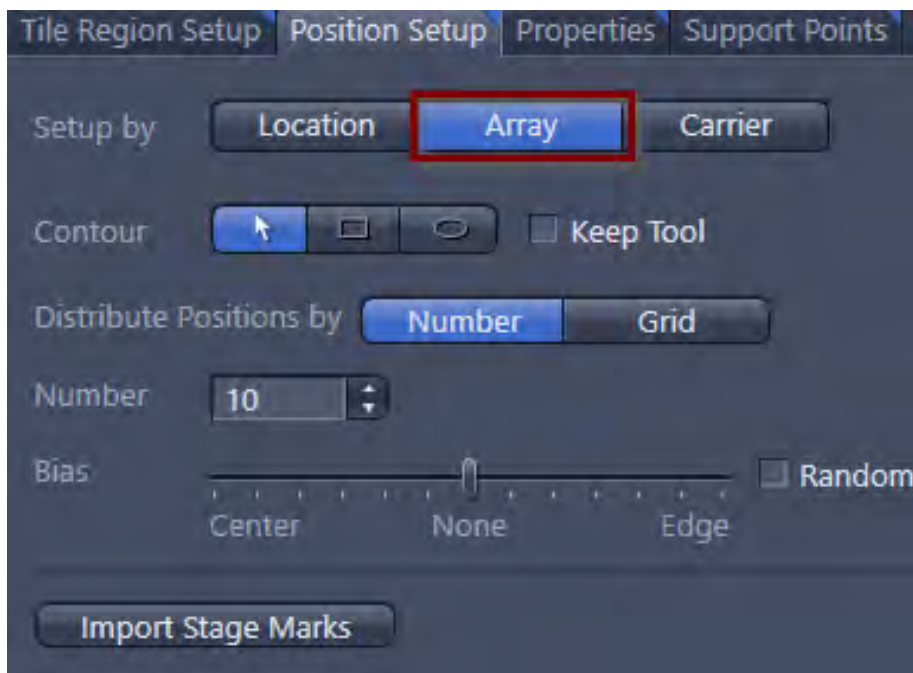 Tile Region Setup Position Setup Properties Support Points
Setup by Location Array Carrier
Contour Keep Tool
Distribute Positions by Number Grid
Number 10
Bias Random
Center None Edge
Import Stage Marks